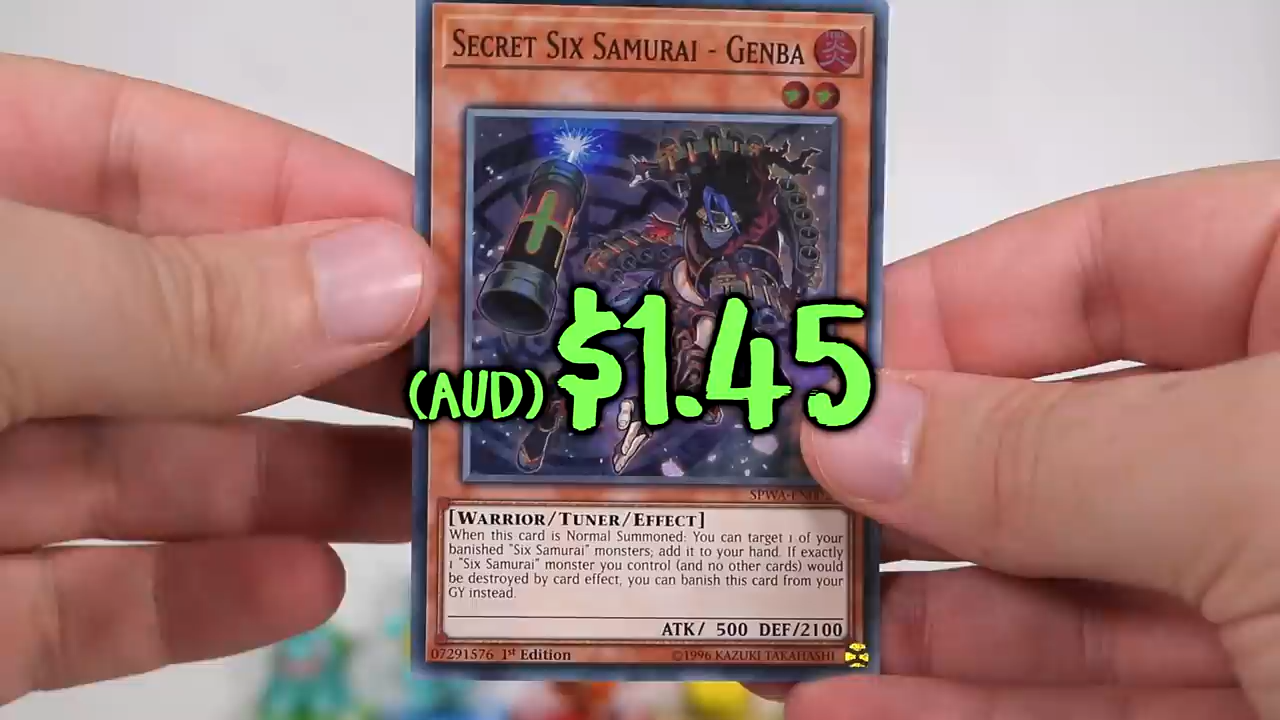 SECRET SIX SAMURAI - GENBA
FIRE
炎
(AUD) $1.45
[WARRIOR/TUNER/EFFECT]
When this card is Normal Summoned: You can target 1 of your
banished "Six Samurai" monsters; add it to your hand. If exactly
1 "Six Samurai" monster you control (and no other cards) would
be destroyed by card effect, you can banish this card from your
GY instead.
ATK/ 500 DEF/2100
07291576 1st Edition ©1996 KAZUKI TAKAHASHI